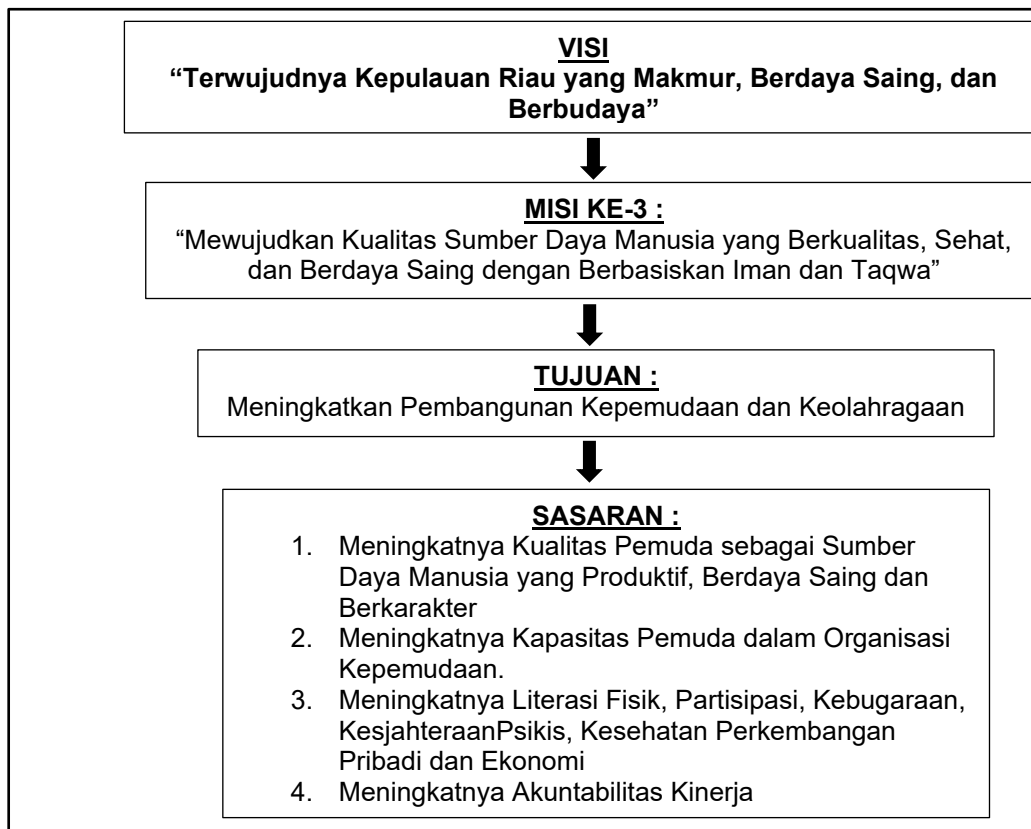 VISI
“Terwujudnya Kepulauan Riau yang Makmur, Berdaya Saing, dan
Berbudaya”
MISI KE-3 :
“Mewujudkan Kualitas Sumber Daya Manusia yang Berkualitas, Sehat,
dan Berdaya Saing dengan Berbasiskan Iman dan Taqwa”
TUJUAN :
Meningkatkan Pembangunan Kepemudaan dan Keolahragaan
SASARAN :
1. Meningkatnya Kualitas Pemuda sebagai Sumber
Daya Manusia yang Produktif, Berdaya Saing dan
Berkarakter
2. Meningkatnya Kapasitas Pemuda dalam Organisasi
Kepemudaan.
3. Meningkatnya Literasi Fisik, Partisipasi, Kebugaraan,
KesjahteraanPsikis, Kesehatan Perkembangan
Pribadi dan Ekonomi
4. Meningkatnya Akuntabilitas Kinerja